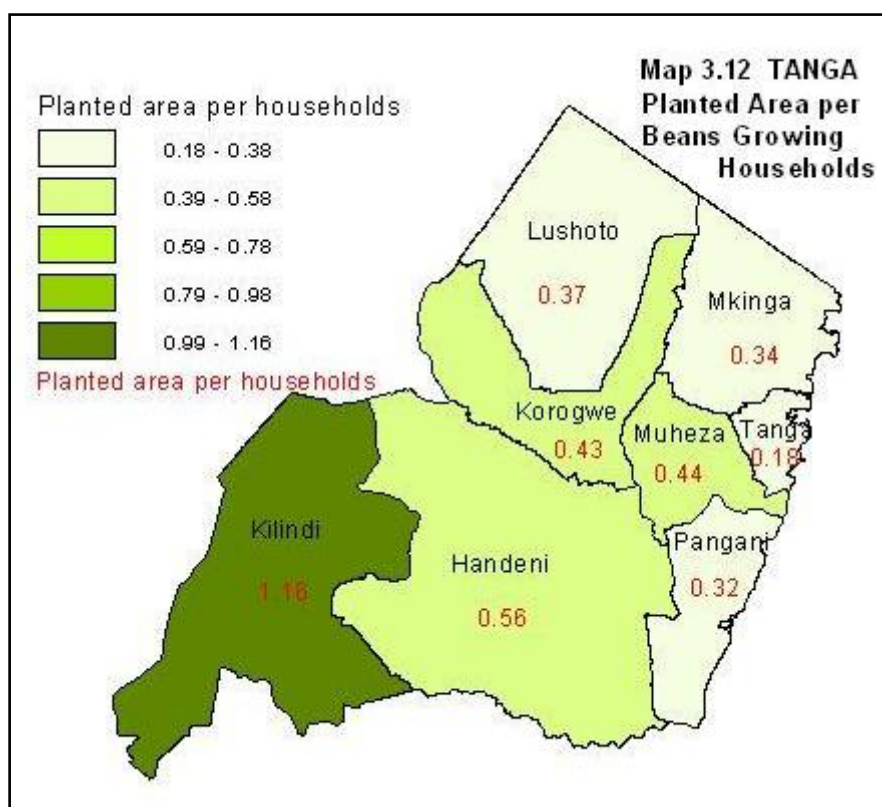 Map 3.12 TANGA
Planted Area per
Beans Growing
Households
Planted area per households
0.18 - 0.38
0.39 - 0.58
0.59 - 0.78
0.79 - 0.98
0.99 - 1.16
Planted area per households
Lushoto
0.37
Mkinga
0.34
Korogwe
0.43
Muheza
0.44
Tanga
0.18
Kilindi
1.16
Handeni
0.56
Pangani
0.32